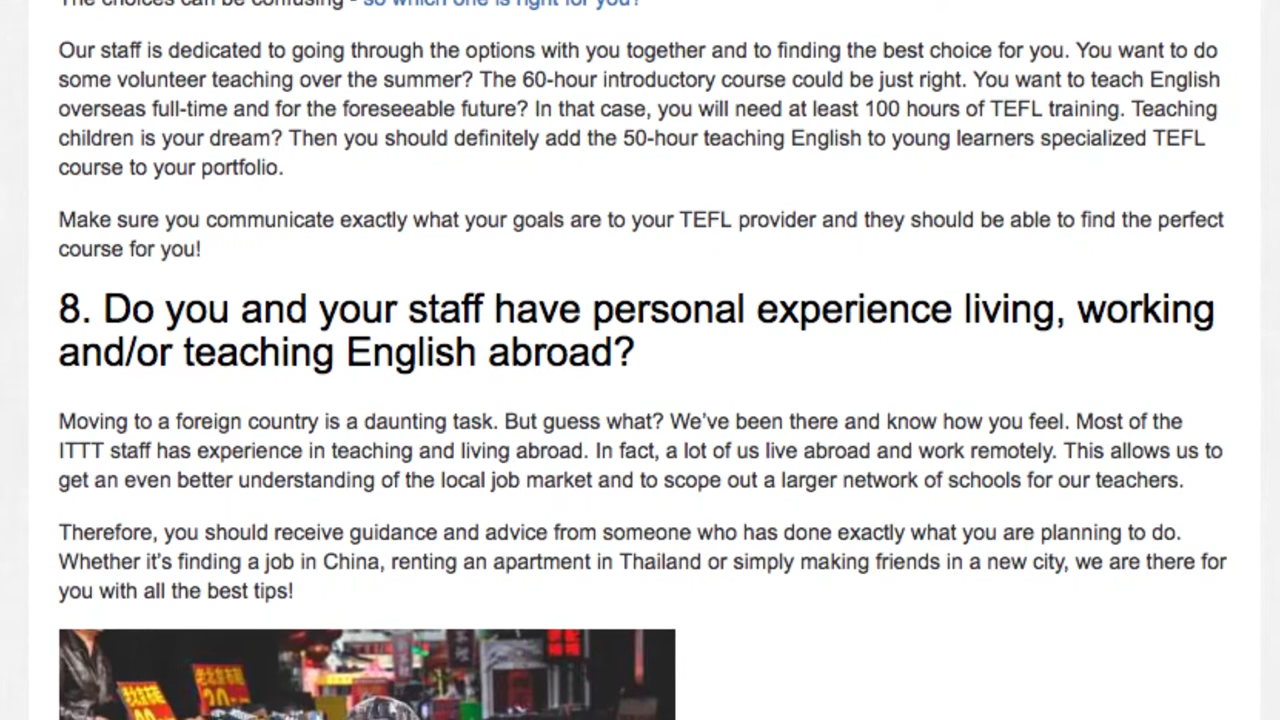 The choices can be confusing - so which one is right for you?
Our staff is dedicated to going through the options with you together and to finding the best choice for you. You want to do
some volunteer teaching over the summer? The 60-hour introductory course could be just right. You want to teach English
overseas full-time and for the foreseeable future? In that case, you will need at least 100 hours of TEFL training. Teaching
children is your dream? Then you should definitely add the 50-hour teaching English to young learners specialized TEFL
course to your portfolio.
Make sure you communicate exactly what your goals are to your TEFL provider and they should be able to find the perfect
course for you!
8. Do you and your staff have personal experience living, working
and/or teaching English abroad?
Moving to a foreign country is a daunting task. But guess what? We've been there and know how you feel. Most of the
ITTT staff has experience in teaching and living abroad. In fact, a lot of us live abroad and work remotely. This allows us to
get an even better understanding of the local job market and to scope out a larger network of schools for our teachers.
Therefore, you should receive guidance and advice from someone who has done exactly what you are planning to do.
Whether it's finding a job in China, renting an apartment in Thailand or simply making friends in a new city, we are there for
you with all the best tips!